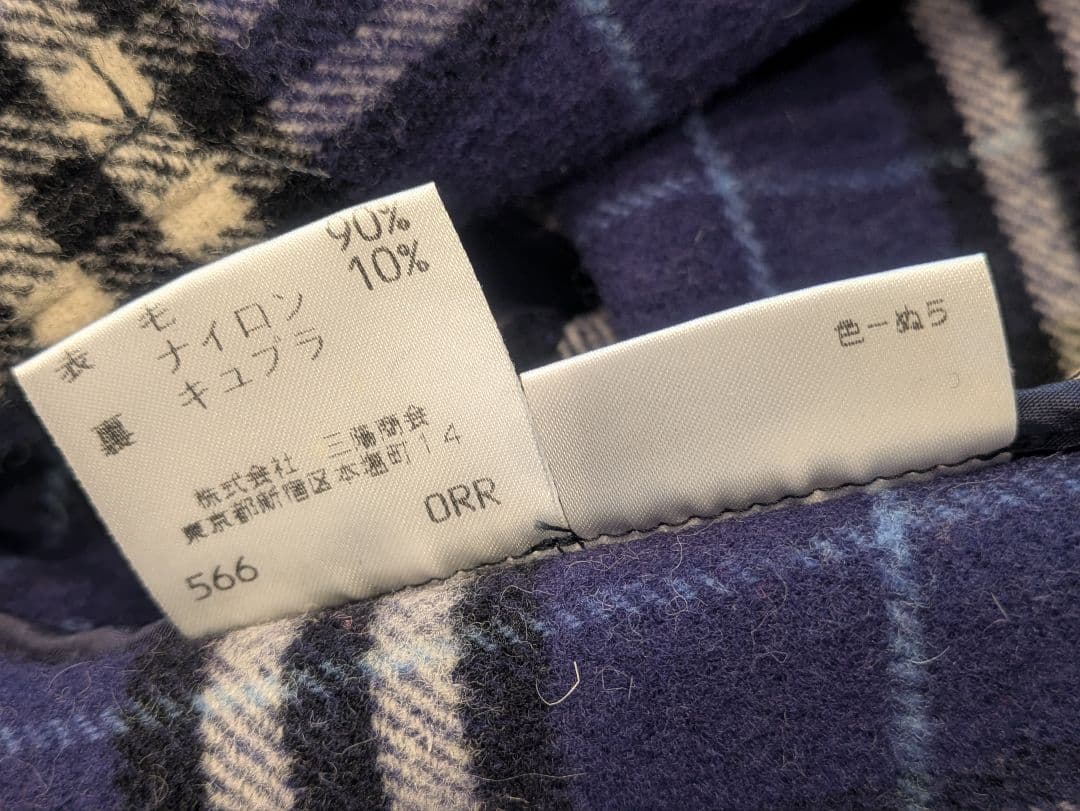 表 毛 90%
ナイロン 10%
裏 キュプラ
株式会社 三陽商会
東京都新宿区本塩町14
ORR
566
色ーぬ5